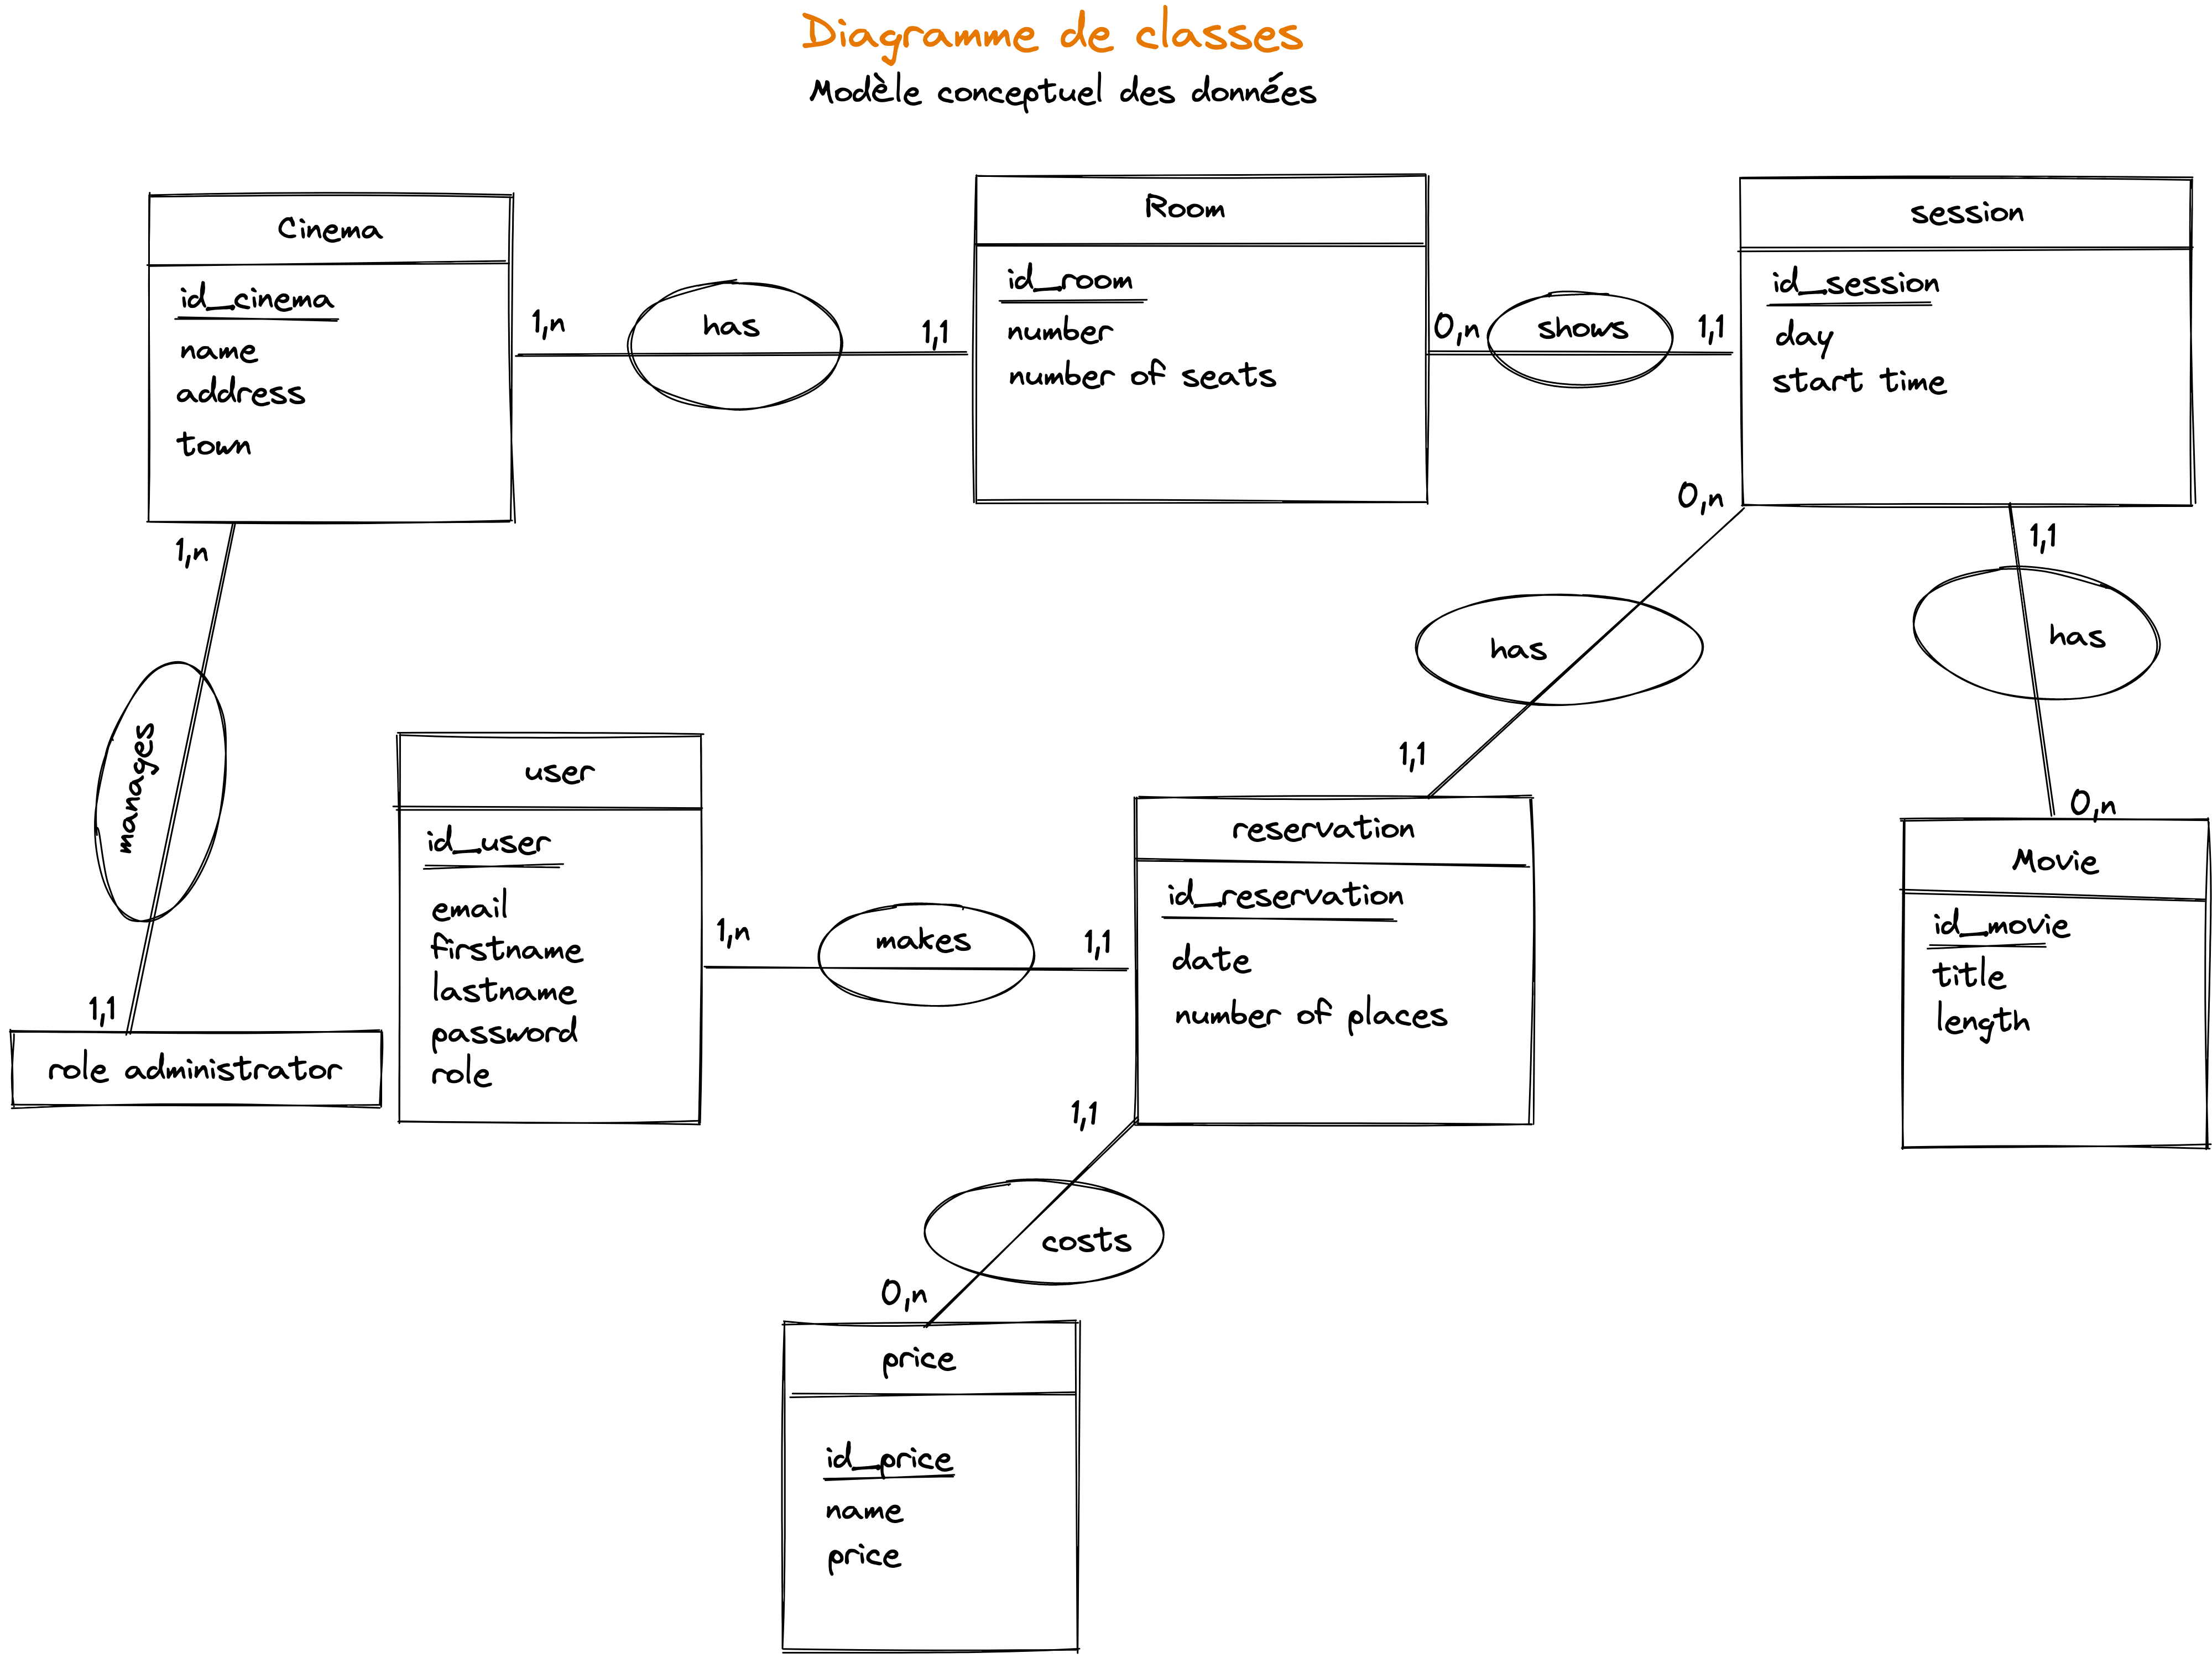 Diagramme de classes
Modèle conceptuel des données
Cinema
id_cinema
name
address
town
1,n
has
1,1
Room
id_room
number
number of seats
0,n
shows
1,1
session
id_session
day
start time
1,n
manages
1,1
role administrator
0,n
has
1,1
1,1
has
0,n
user
id_user
email
firstname
lastname
password
role
1,n
makes
1,1
reservation
id_reservation
date
number of places
Movie
id_movie
title
length
1,1
costs
0,n
price
id_price
name
price